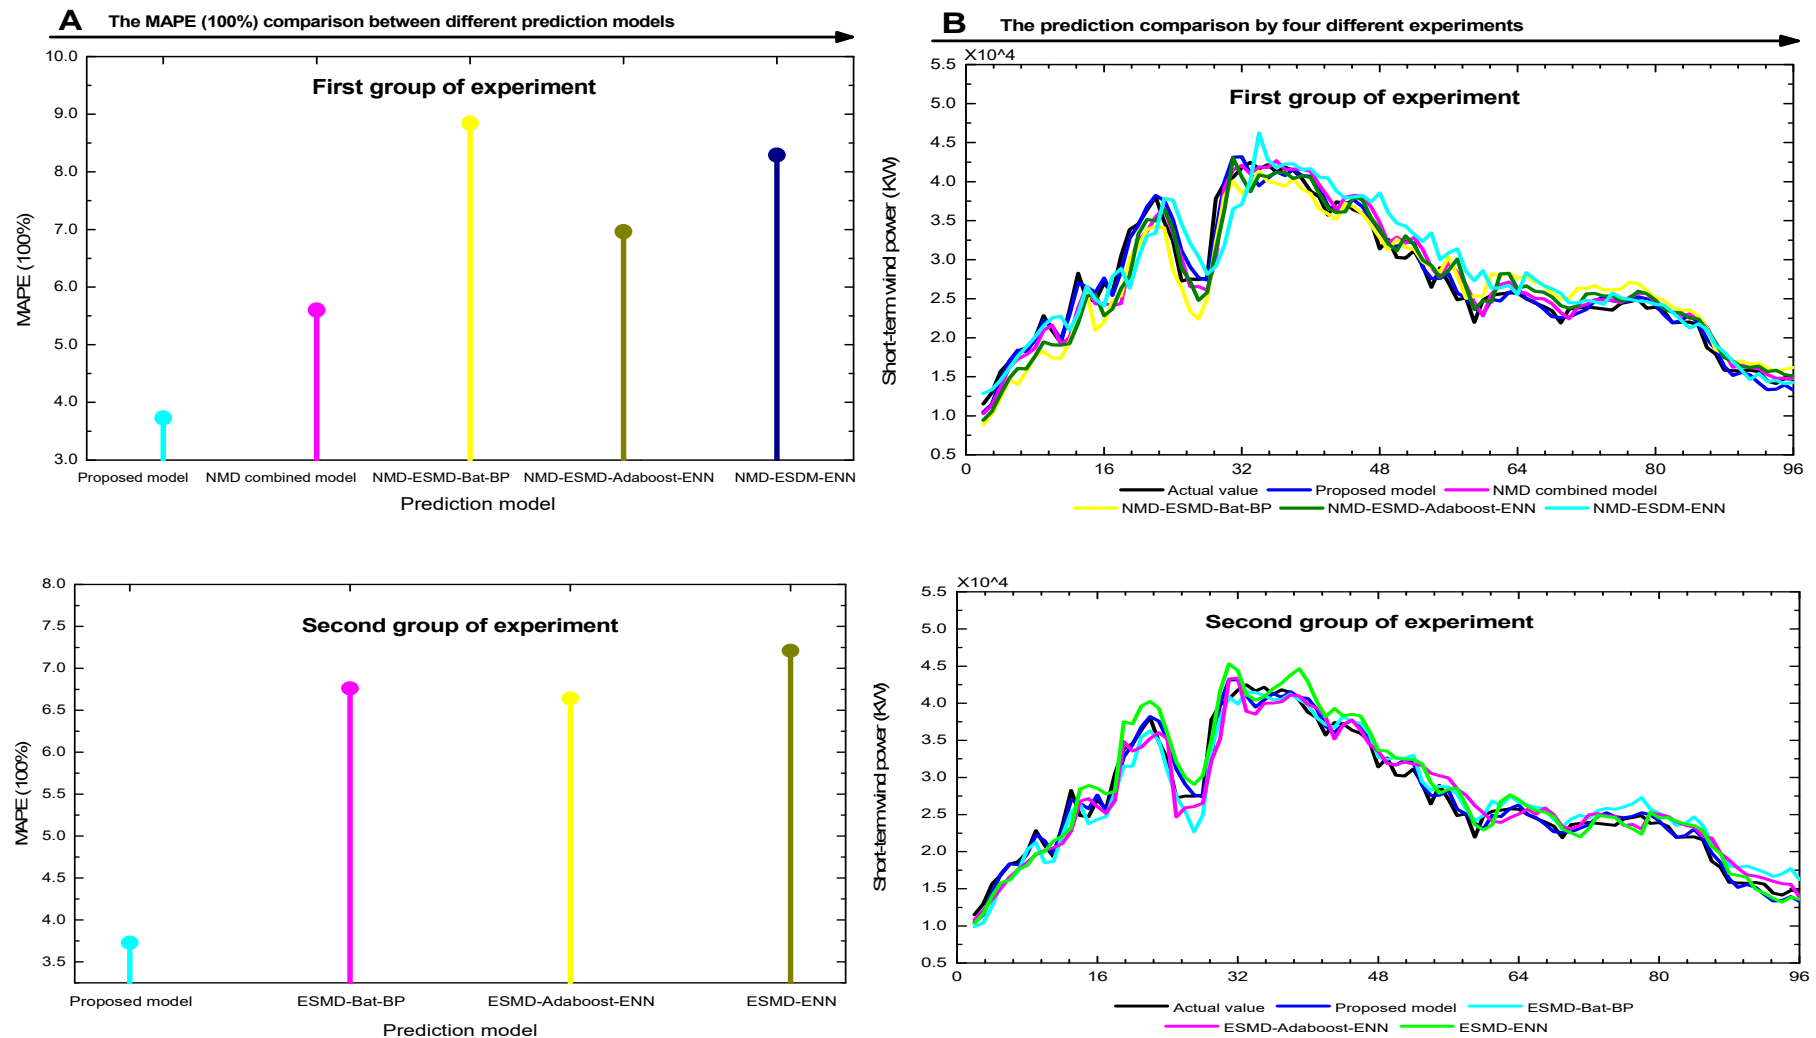 A The MAPE (100%) comparison between different prediction models
First group of experiment
MAPE (100%)
10.0
9.0
8.0
7.0
6.0
5.0
4.0
3.0
Proposed model NMD combined model NMD-ESMD-Bat-BP NMD-ESMD-Adaboost-ENN NMD-ESDM-ENN
Prediction model
B The prediction comparison by four different experiments
X10^4
First group of experiment
Short-term wind power (KW)
5.5
5.0
4.5
4.0
3.5
3.0
2.5
2.0
1.5
1.0
0.5
0 16 32 48 64 80 96
Actual value Proposed model NMD combined model
NMD-ESMD-Bat-BP NMD-ESMD-Adaboost-ENN NMD-ESDM-ENN
Second group of experiment
MAPE (100%)
8.0
7.5
7.0
6.5
6.0
5.5
5.0
4.5
4.0
3.5
Proposed model ESMD-Bat-BP ESMD-Adaboost-ENN ESMD-ENN
Prediction model
X10^4
Second group of experiment
Short-term wind power (KW)
5.5
5.0
4.5
4.0
3.5
3.0
2.5
2.0
1.5
1.0
0.5
0 16 32 48 64 80 96
Actual value Proposed model ESMD-Bat-BP
ESMD-Adaboost-ENN ESMD-ENN